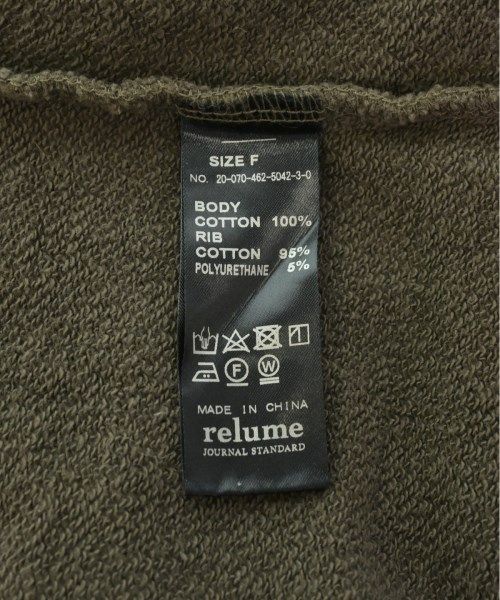 SIZE F
NO. 20-070-462-5042-3-0
BODY
COTTON 100%
RIB
COTTON 95%
POLYURETHANE 5%
F W
MADE IN CHINA
relume
JOURNAL STANDARD